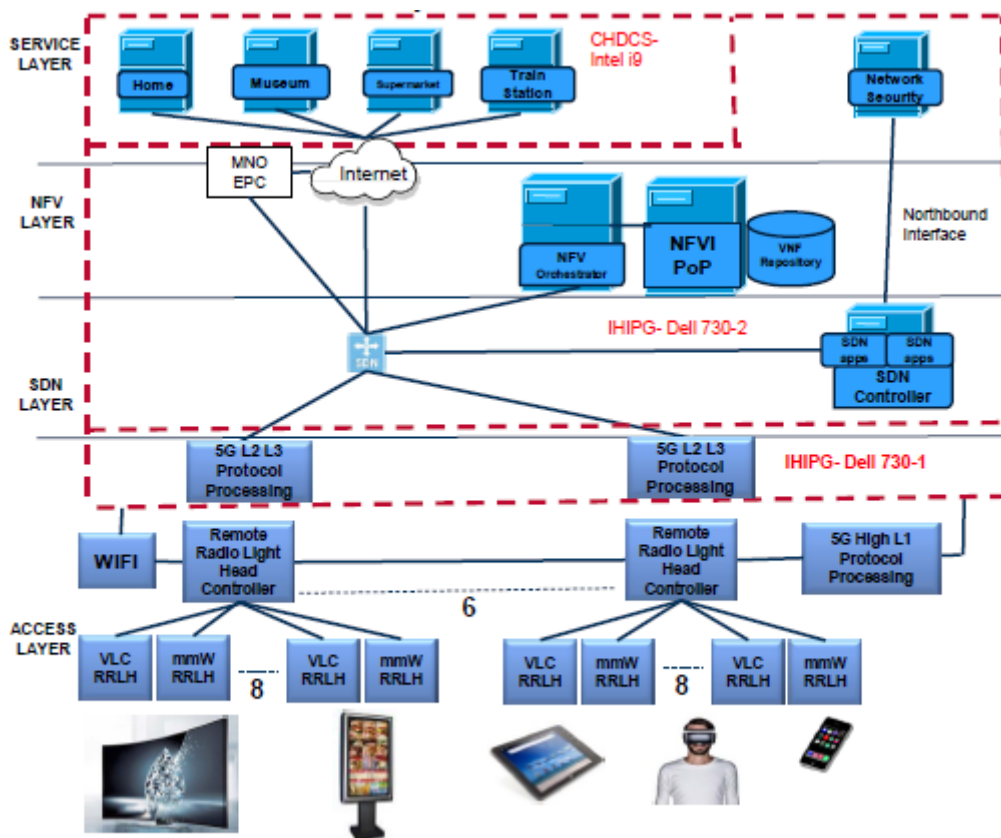 SERVICE
LAYER
Home
Museum
Supermarket
Train
Station
CHDCS-
Intel i9
Network
Security
MNO
EPC
Internet
NFV
LAYER
NFV
Orchestrator
NFVI
PoP
VNF
Repository
Northbound
Interface
IHIPG- Dell 730-2
SDN
SDN
apps
SDN
apps
SDN
Controller
SDN
LAYER
5G L2 L3
Protocol
Processing
5G L2 L3
Protocol
Processing
IHIPG- Dell 730-1
WIFI
Remote
Radio Light
Head
Controller
6
Remote
Radio Light
Head
Controller
5G High L1
Protocol
Processing
ACCESS
LAYER
VLC
RRLH
mmW
RRLH
8
VLC
RRLH
mmW
RRLH
VLC
RRLH
mmW
RRLH
8
VLC
RRLH
mmW
RRLH